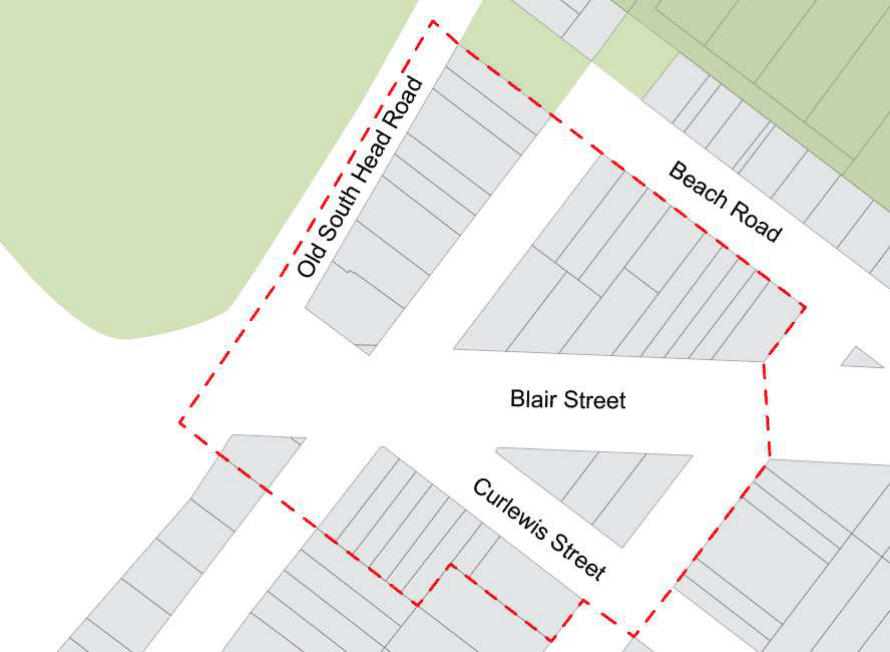 Old South Head Road
Beach Road
Blair Street
Curlewis Street